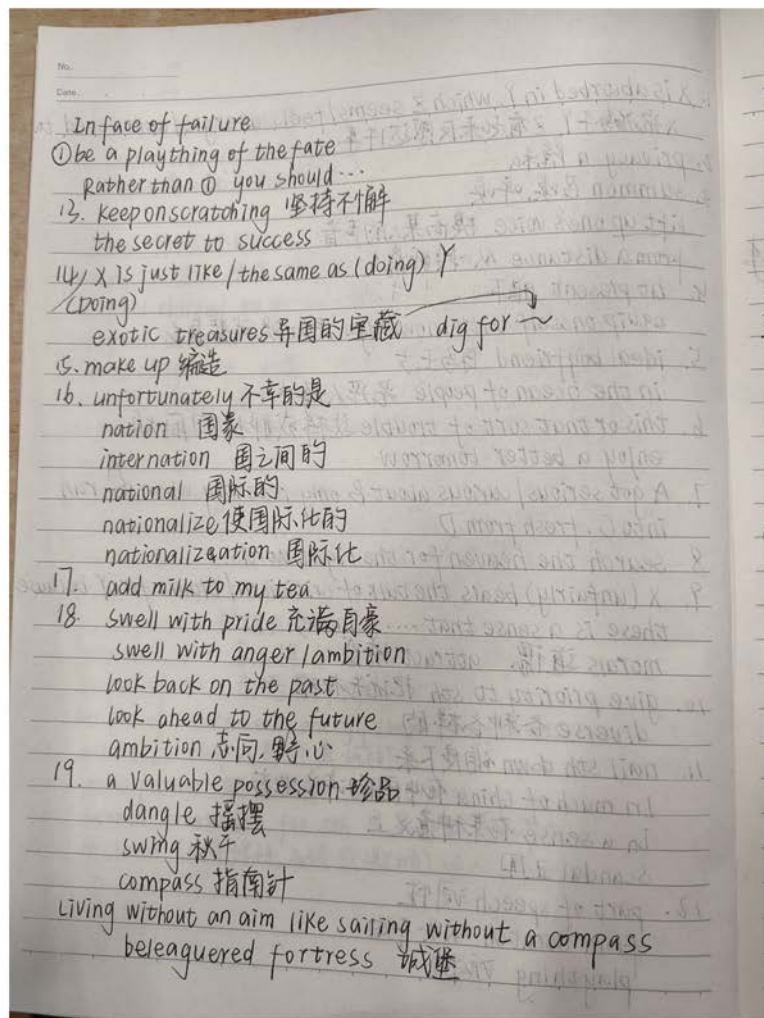 No.
Date.
In face of failure
①be a plaything of the fate
Rather than ① you should…
13. keep on scratching 坚持不懈
the secret to success
14. X is just like / the same as (doing) Y
(Doing)
exotic treasures 异国的宝藏 dig for ~
15. make up 编造
16. unfortunately 不幸的是
nation 国家
internation 国之间的
national 国际的
nationalize 使国际化的
nationalization 国际化
17. add milk to my tea
18. swell with pride 充满自豪
swell with anger / ambition
look back on the past
look ahead to the future
ambition 志向，野心
19. a valuable possession 珍品
dangle 摇摆
swing 秋千
compass 指南针
Living without an aim like sailing without a compass
beleaguered fortress 城堡